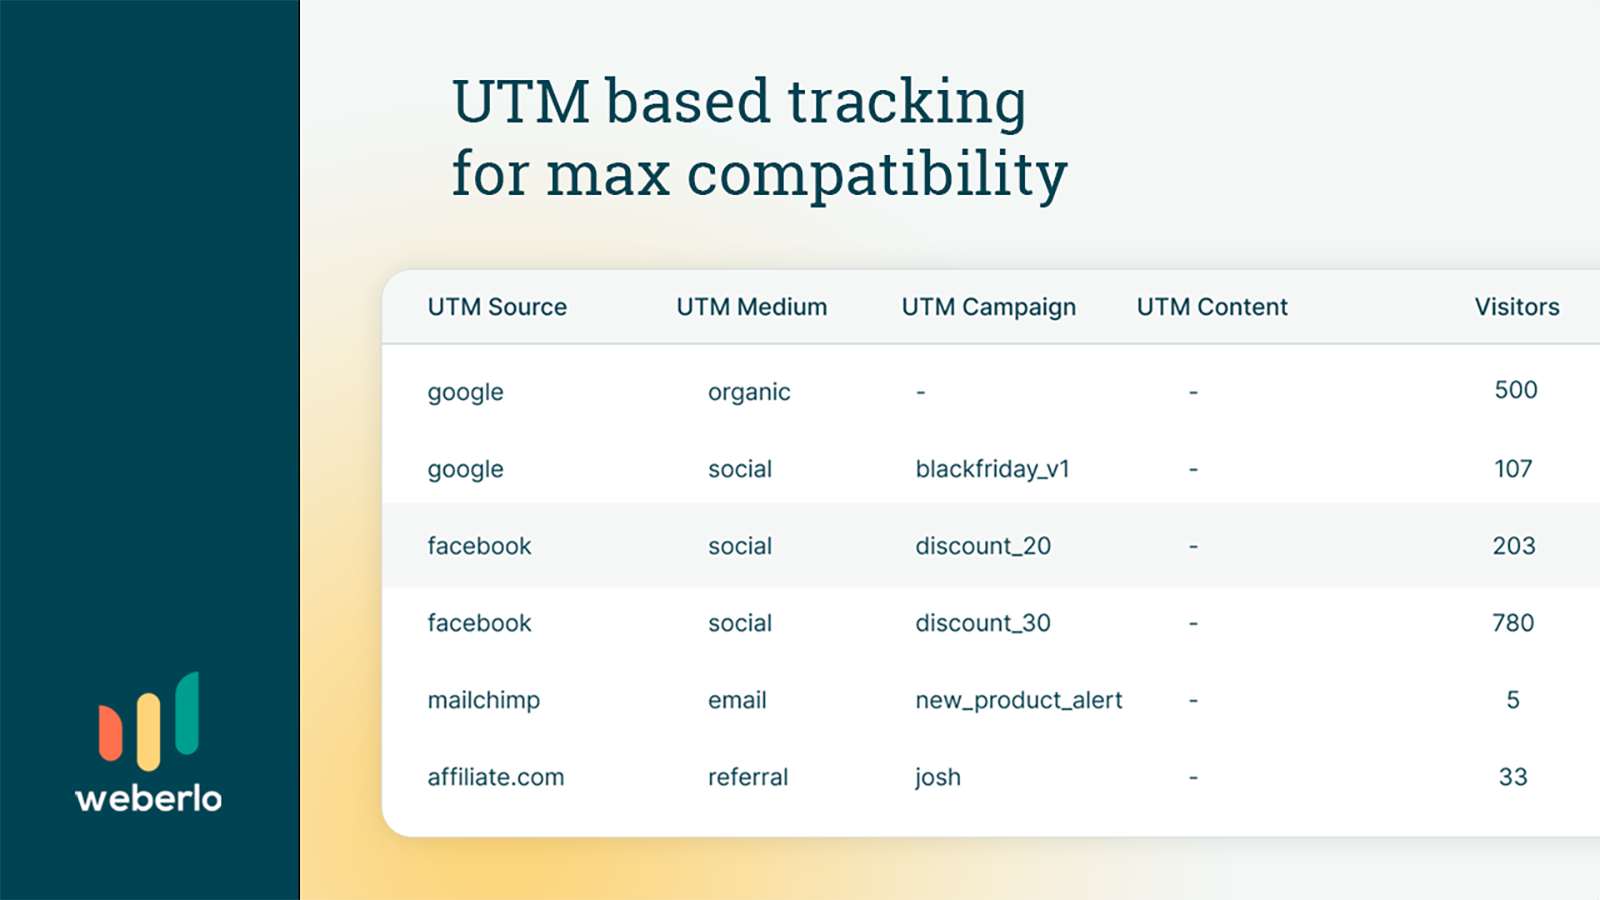 UTM based tracking
for max compatibility
UTM Source UTM Medium UTM Campaign UTM Content Visitors
google organic - - 500
google social blackfriday_v1 - 107
facebook social discount_20 - 203
facebook social discount_30 - 780
mailchimp email new_product_alert - 5
affiliate.com referral josh - 33
weberlo